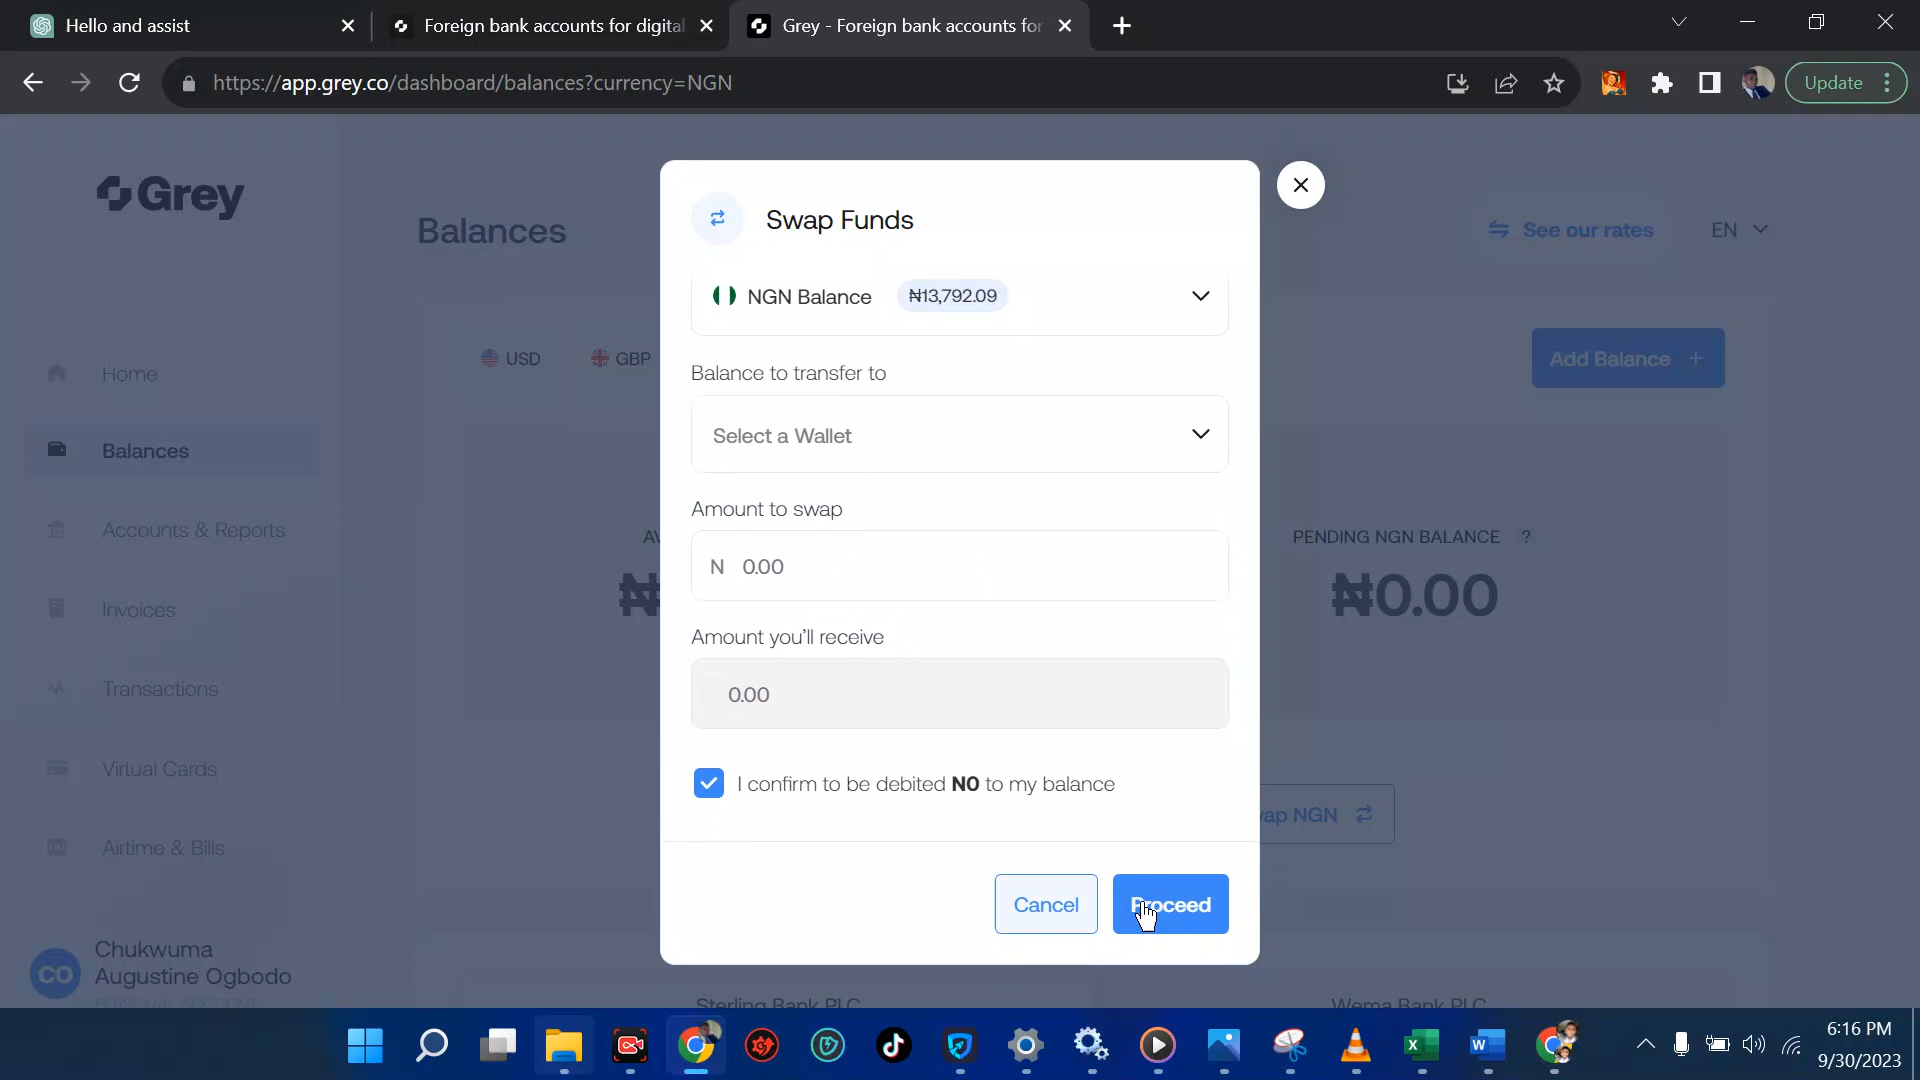 Hello and assist
Foreign bank accounts for digital
Grey - Foreign bank accounts for
https://app.grey.co/dashboard/balances?currency=NGN
Update
Grey
Balances
See our rates
EN
Swap Funds
NGN Balance ₦13,792.09
Balance to transfer to
Select a Wallet
Amount to swap
N 0.00
Amount you'll receive
0.00
I confirm to be debited N0 to my balance
Cancel
Proceed
USD
GBP
Add Balance +
PENDING NGN BALANCE ?
₦0.00
NGN
Home
Balances
Accounts & Reports
Invoices
Transactions
Virtual Cards
Airtime & Bills
CO
Chukwuma
Augustine Ogbodo
PERSONAL ACCOUNT
Sterling Bank PLC
Wema Bank PLC
6:16 PM
9/30/2023